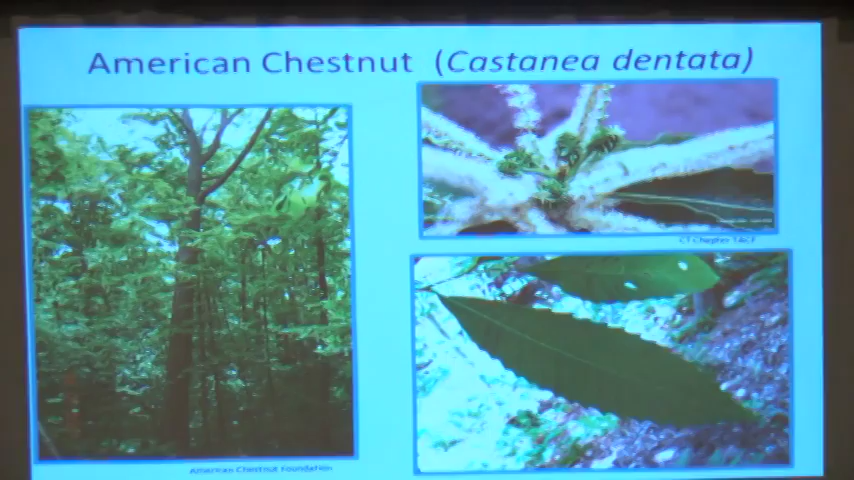 American Chestnut (Castanea dentata)
CT Chapter TACF
American Chestnut Foundation